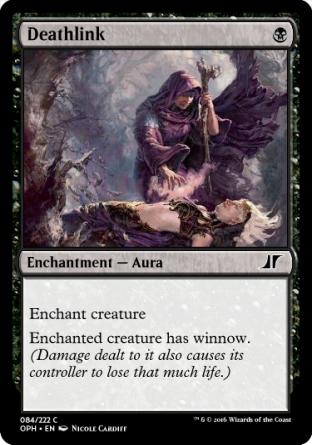 Deathlink
Enchantment — Aura
Enchant creature
Enchanted creature has winnow.
(Damage dealt to it also causes its
controller to lose that much life.)
084/222 C
OPH • EN Nicole Cardiff
™ & © 2016 Wizards of the Coast